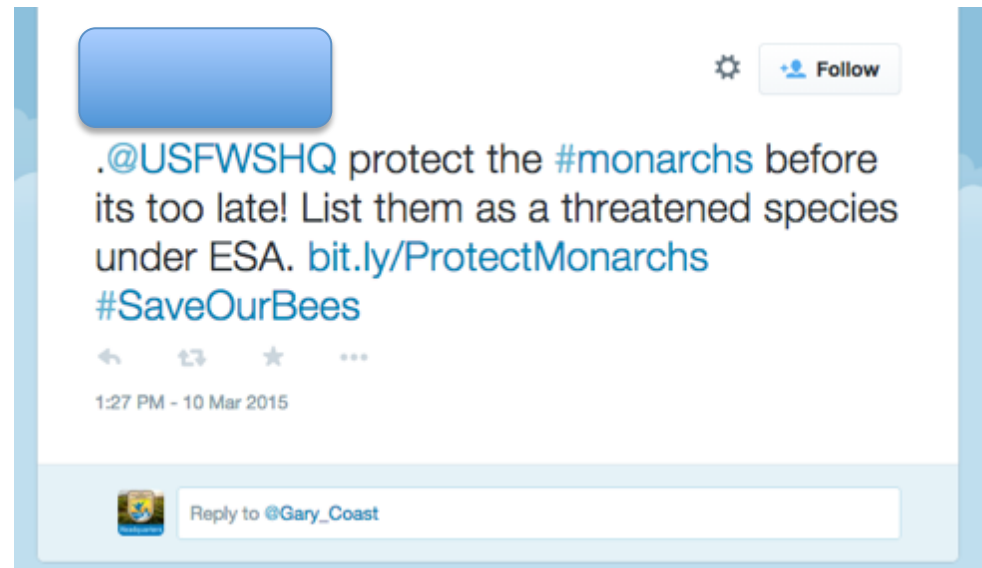 Follow
.@USFWSHQ protect the #monarchs before
its too late! List them as a threatened species
under ESA. bit.ly/ProtectMonarchs
#SaveOurBees
1:27 PM - 10 Mar 2015
Headquarters
Reply to @Gary_Coast